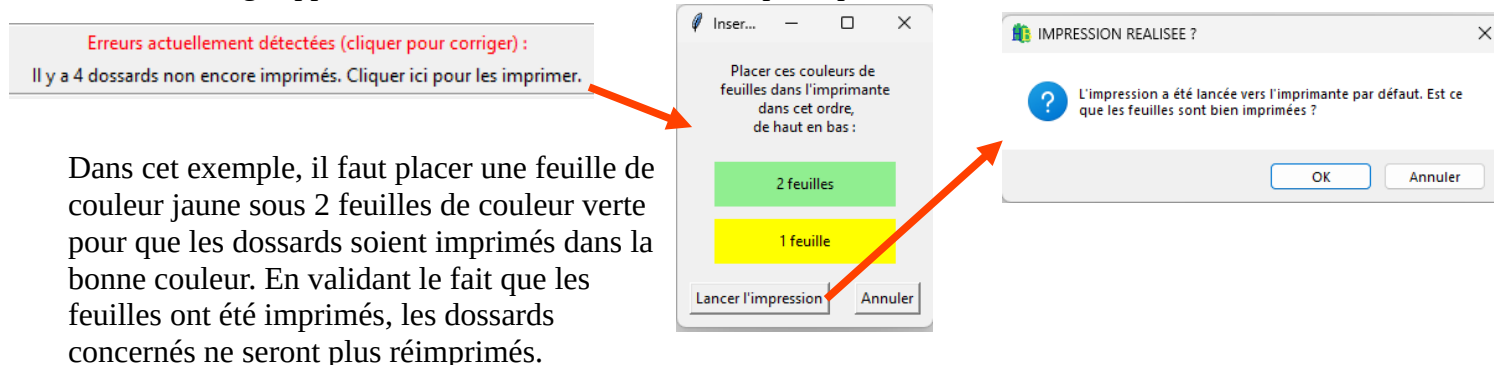 Erreurs actuellement détectées (cliquer pour corriger) :
Il y a 4 dossards non encore imprimés. Cliquer ici pour les imprimer.
Dans cet exemple, il faut placer une feuille de
couleur jaune sous 2 feuilles de couleur verte
pour que les dossards soient imprimés dans la
bonne couleur. En validant le fait que les
feuilles ont été imprimés, les dossards
concernés ne seront plus réimprimés.
Inser...
Placer ces couleurs de
feuilles dans l'imprimante
dans cet ordre,
de haut en bas :
2 feuilles
1 feuille
Lancer l'impression
Annuler
IMPRESSION REALISEE ?
L'impression a été lancée vers l'imprimante par défaut. Est ce
que les feuilles sont bien imprimées ?
OK
Annuler